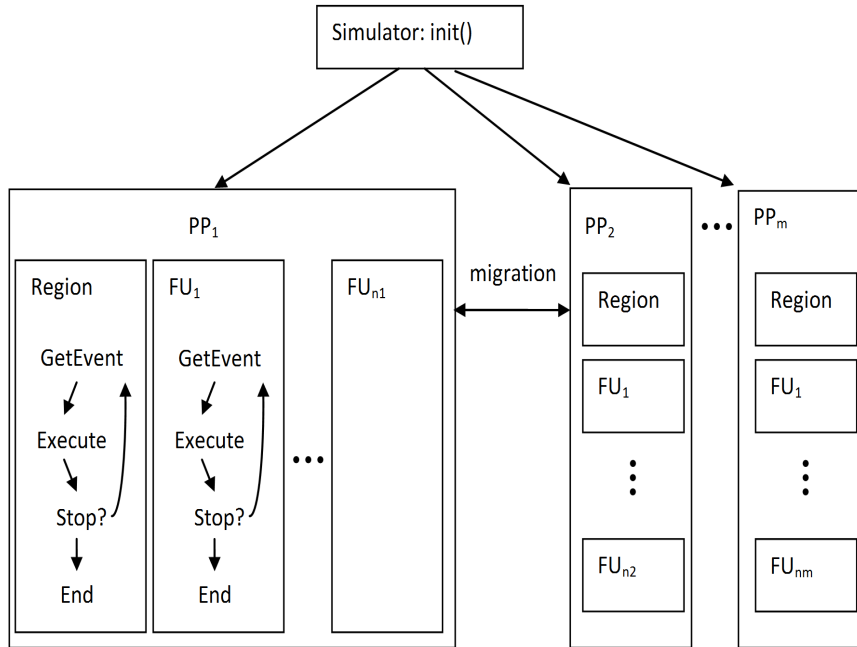 Simulator: init()
PP₁
Region
GetEvent
Execute
Stop?
End
FU₁
GetEvent
Execute
Stop?
End
•••
FUₙ₁
migration
PP₂
Region
FU₁
FUₙ₂
•••
PPₘ
Region
FU₁
FUₙₘ